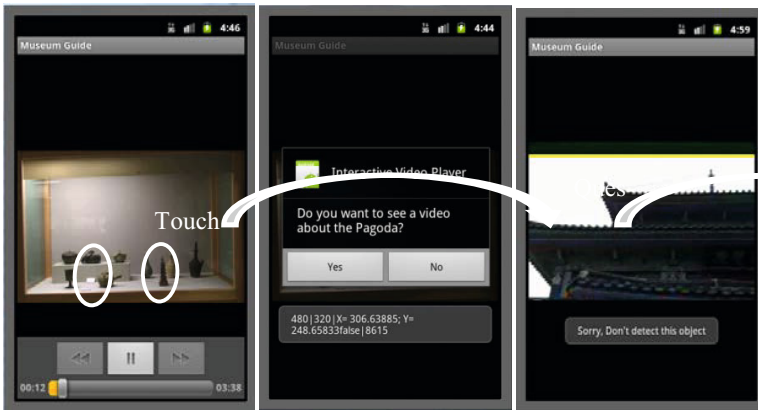 4:46
Museum Guide
Touch
00:12
03:38
4:44
Museum Guide
Interactive Video Player
Do you want to see a video
about the Pagoda?
Yes
No
480|320|X= 306.63885; Y=
248.65833false|8615
4:59
Museum Guide
Sorry, Don't detect this object